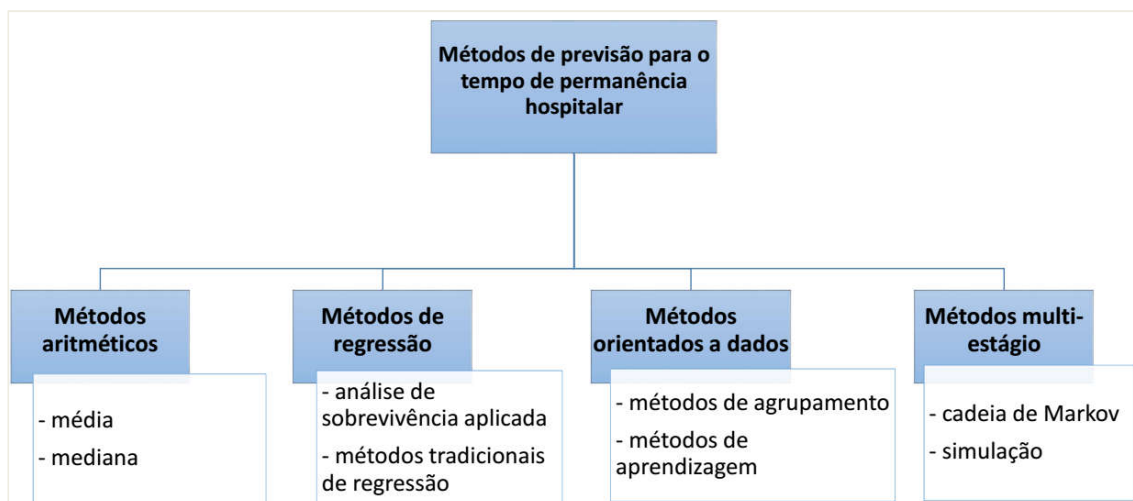 Métodos de previsão para o
tempo de permanência
hospitalar
Métodos
aritméticos
- média
- mediana
Métodos de
regressão
- análise de
sobrevivência aplicada
- métodos tradicionais
de regressão
Métodos
orientados a dados
- métodos de agrupamento
- métodos de
aprendizagem
Métodos multi-
estágio
- cadeia de Markov
- simulação